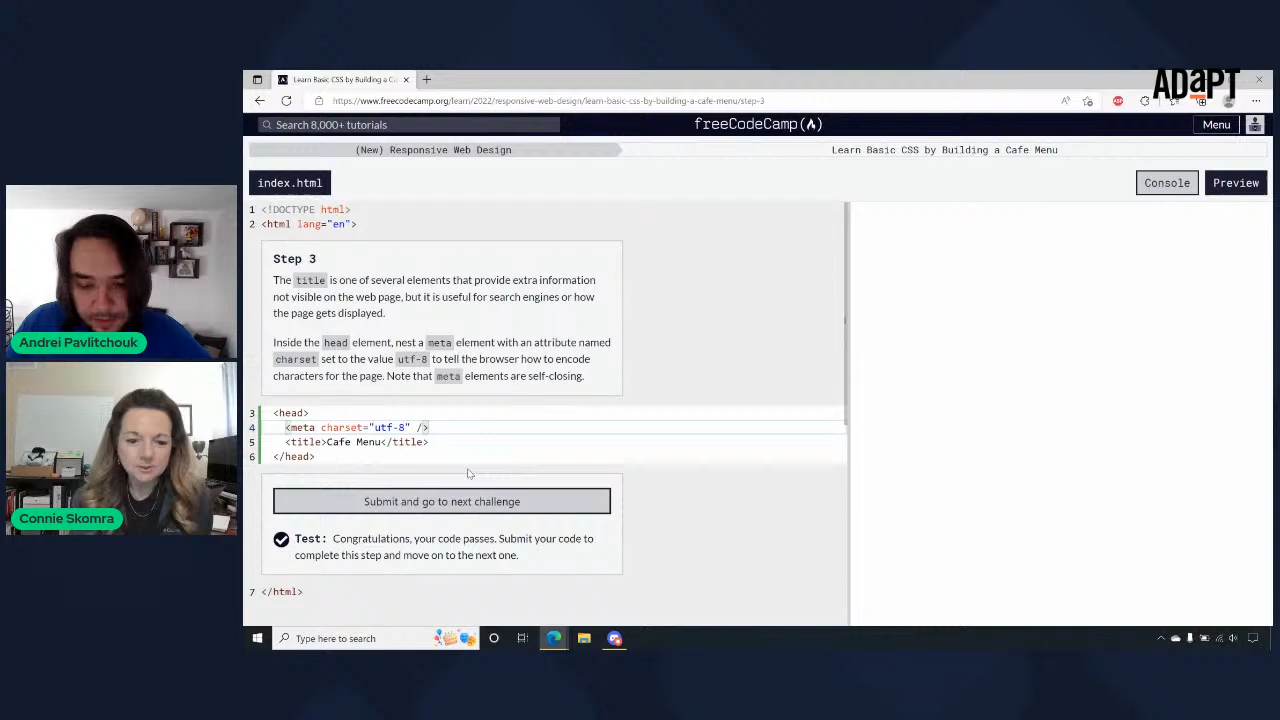 ADaPT
Learn Basic CSS by Building a Ca
https://www.freecodecamp.org/learn/2022/responsive-web-design/learn-basic-css-by-building-a-cafe-menu/step-3
Search 8,000+ tutorials
freeCodeCamp
Menu
(New) Responsive Web Design
Learn Basic CSS by Building a Cafe Menu
index.html
Console
Preview
1 <!DOCTYPE html>
2 <html lang="en">
Step 3
The title is one of several elements that provide extra information
not visible on the web page, but it is useful for search engines or how
the page gets displayed.
Inside the head element, nest a meta element with an attribute named
charset set to the value utf-8 to tell the browser how to encode
characters for the page. Note that meta elements are self-closing.
3 <head>
4 <meta charset="utf-8" />
5 <title>Cafe Menu</title>
6 </head>
Submit and go to next challenge
Test: Congratulations, your code passes. Submit your code to
complete this step and move on to the next one.
7 </html>
Andrei Pavlitchouk
Connie Skomra
Type here to search